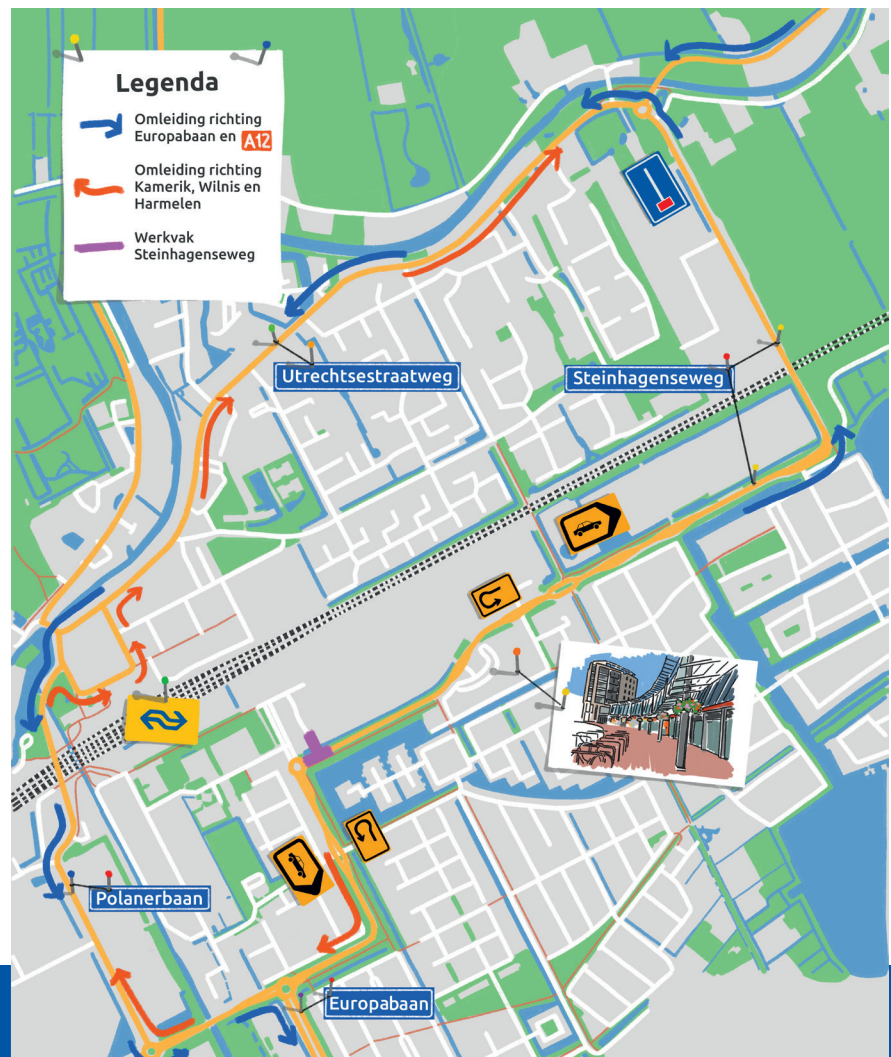 Legenda
Omleiding richting
Europabaan en A12
Omleiding richting
Kamerik, Wilnis en
Harmelen
Werkvak
Steinhagenseweg
Utrechtsestraatweg
Steinhagenseweg
Polanerbaan
Europabaan